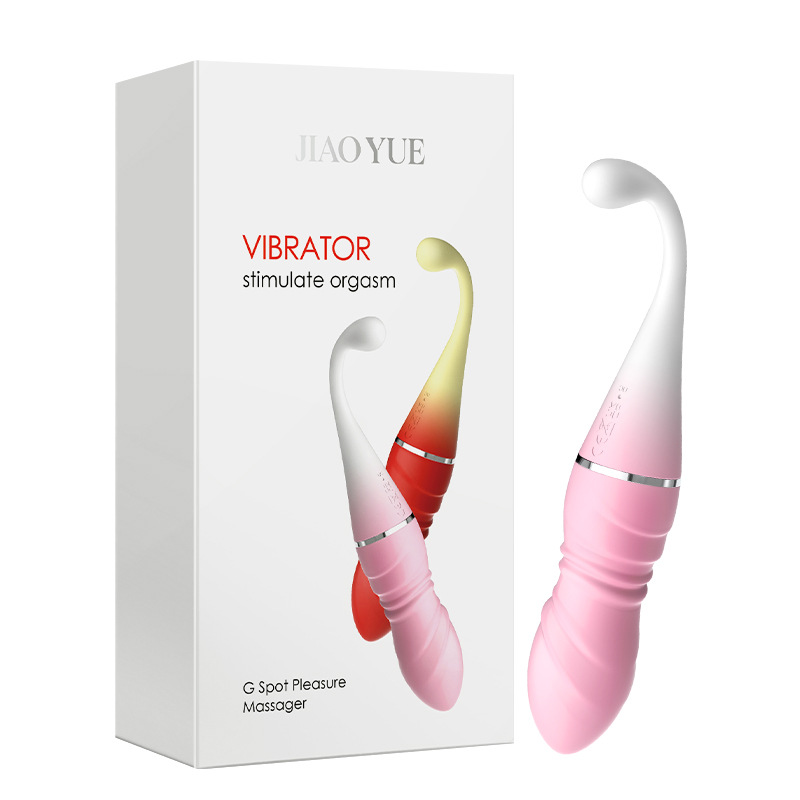 JIAO YUE
VIBRATOR
stimulate orgasm
G Spot Pleasure
Massager